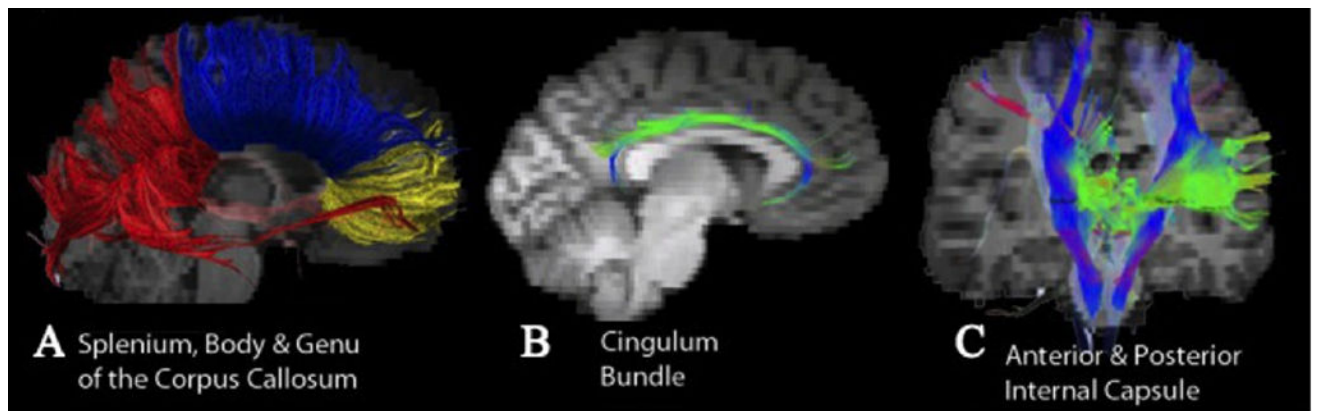 A Splenium, Body & Genu
of the Corpus Callosum
B Cingulum
Bundle
C Anterior & Posterior
Internal Capsule